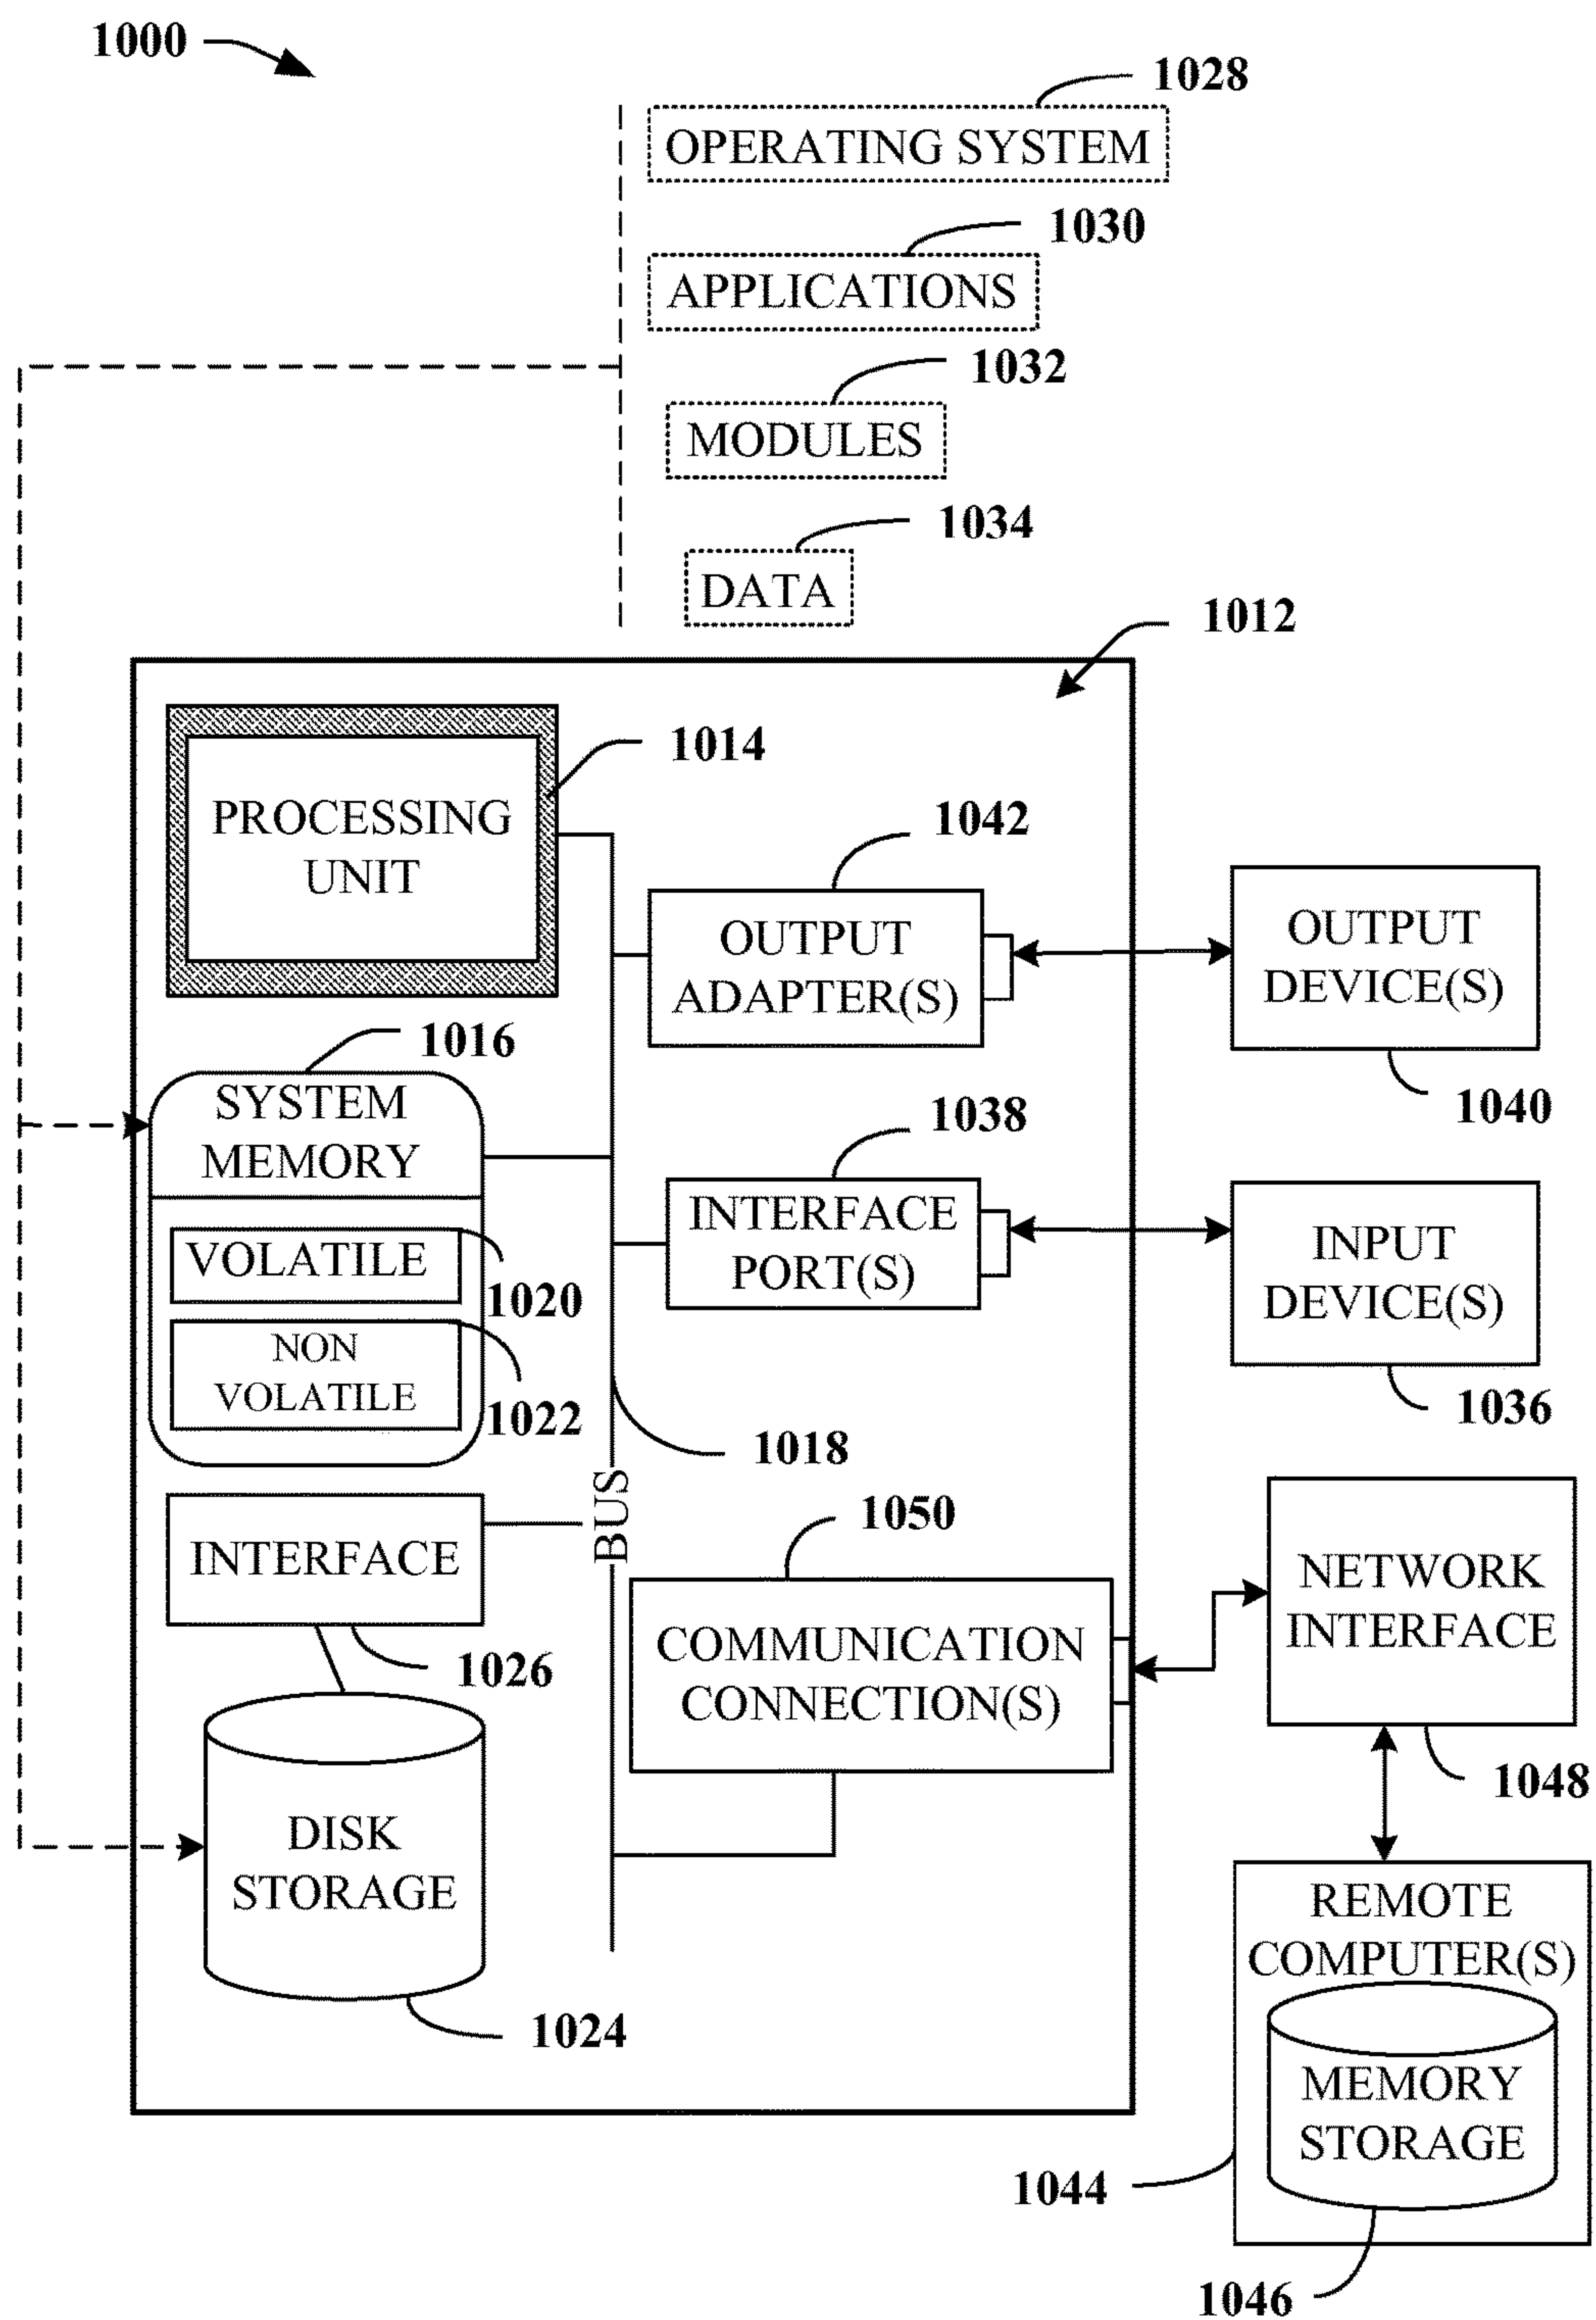 1000
1028
OPERATING SYSTEM
1030
APPLICATIONS
1032
MODULES
1034
DATA
1012
PROCESSING
UNIT
1014
1042
OUTPUT
ADAPTER(S)
OUTPUT
DEVICE(S)
1040
1016
SYSTEM
MEMORY
VOLATILE
1020
NON
VOLATILE
1022
1038
INTERFACE
PORT(S)
INPUT
DEVICE(S)
1036
1018
BUS
INTERFACE
1026
1050
COMMUNICATION
CONNECTION(S)
NETWORK
INTERFACE
1048
DISK
STORAGE
1024
REMOTE
COMPUTER(S)
MEMORY
STORAGE
1044
1046